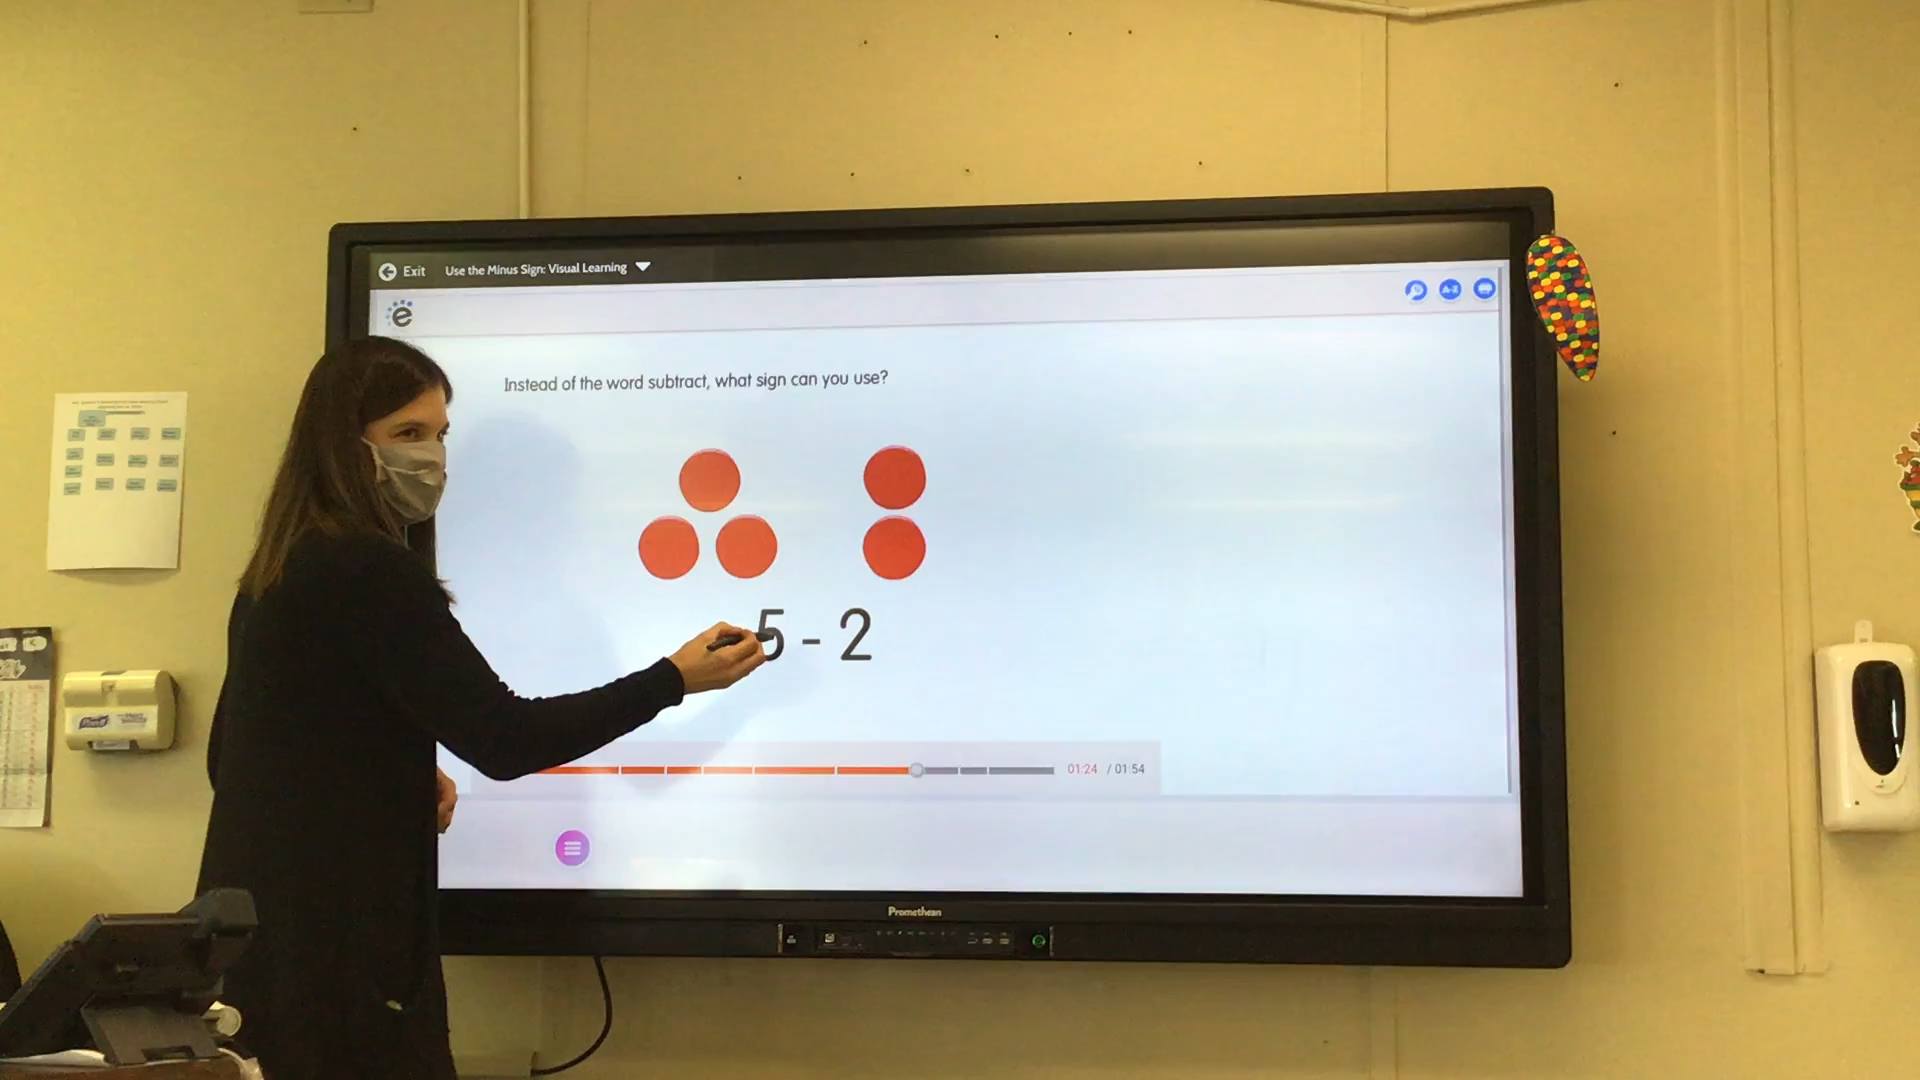 Exit Use the Minus Sign: Visual Learning
A-Z
e
Instead of the word subtract, what sign can you use?
5 - 2
01:24 / 01:54
Promethean
Purell